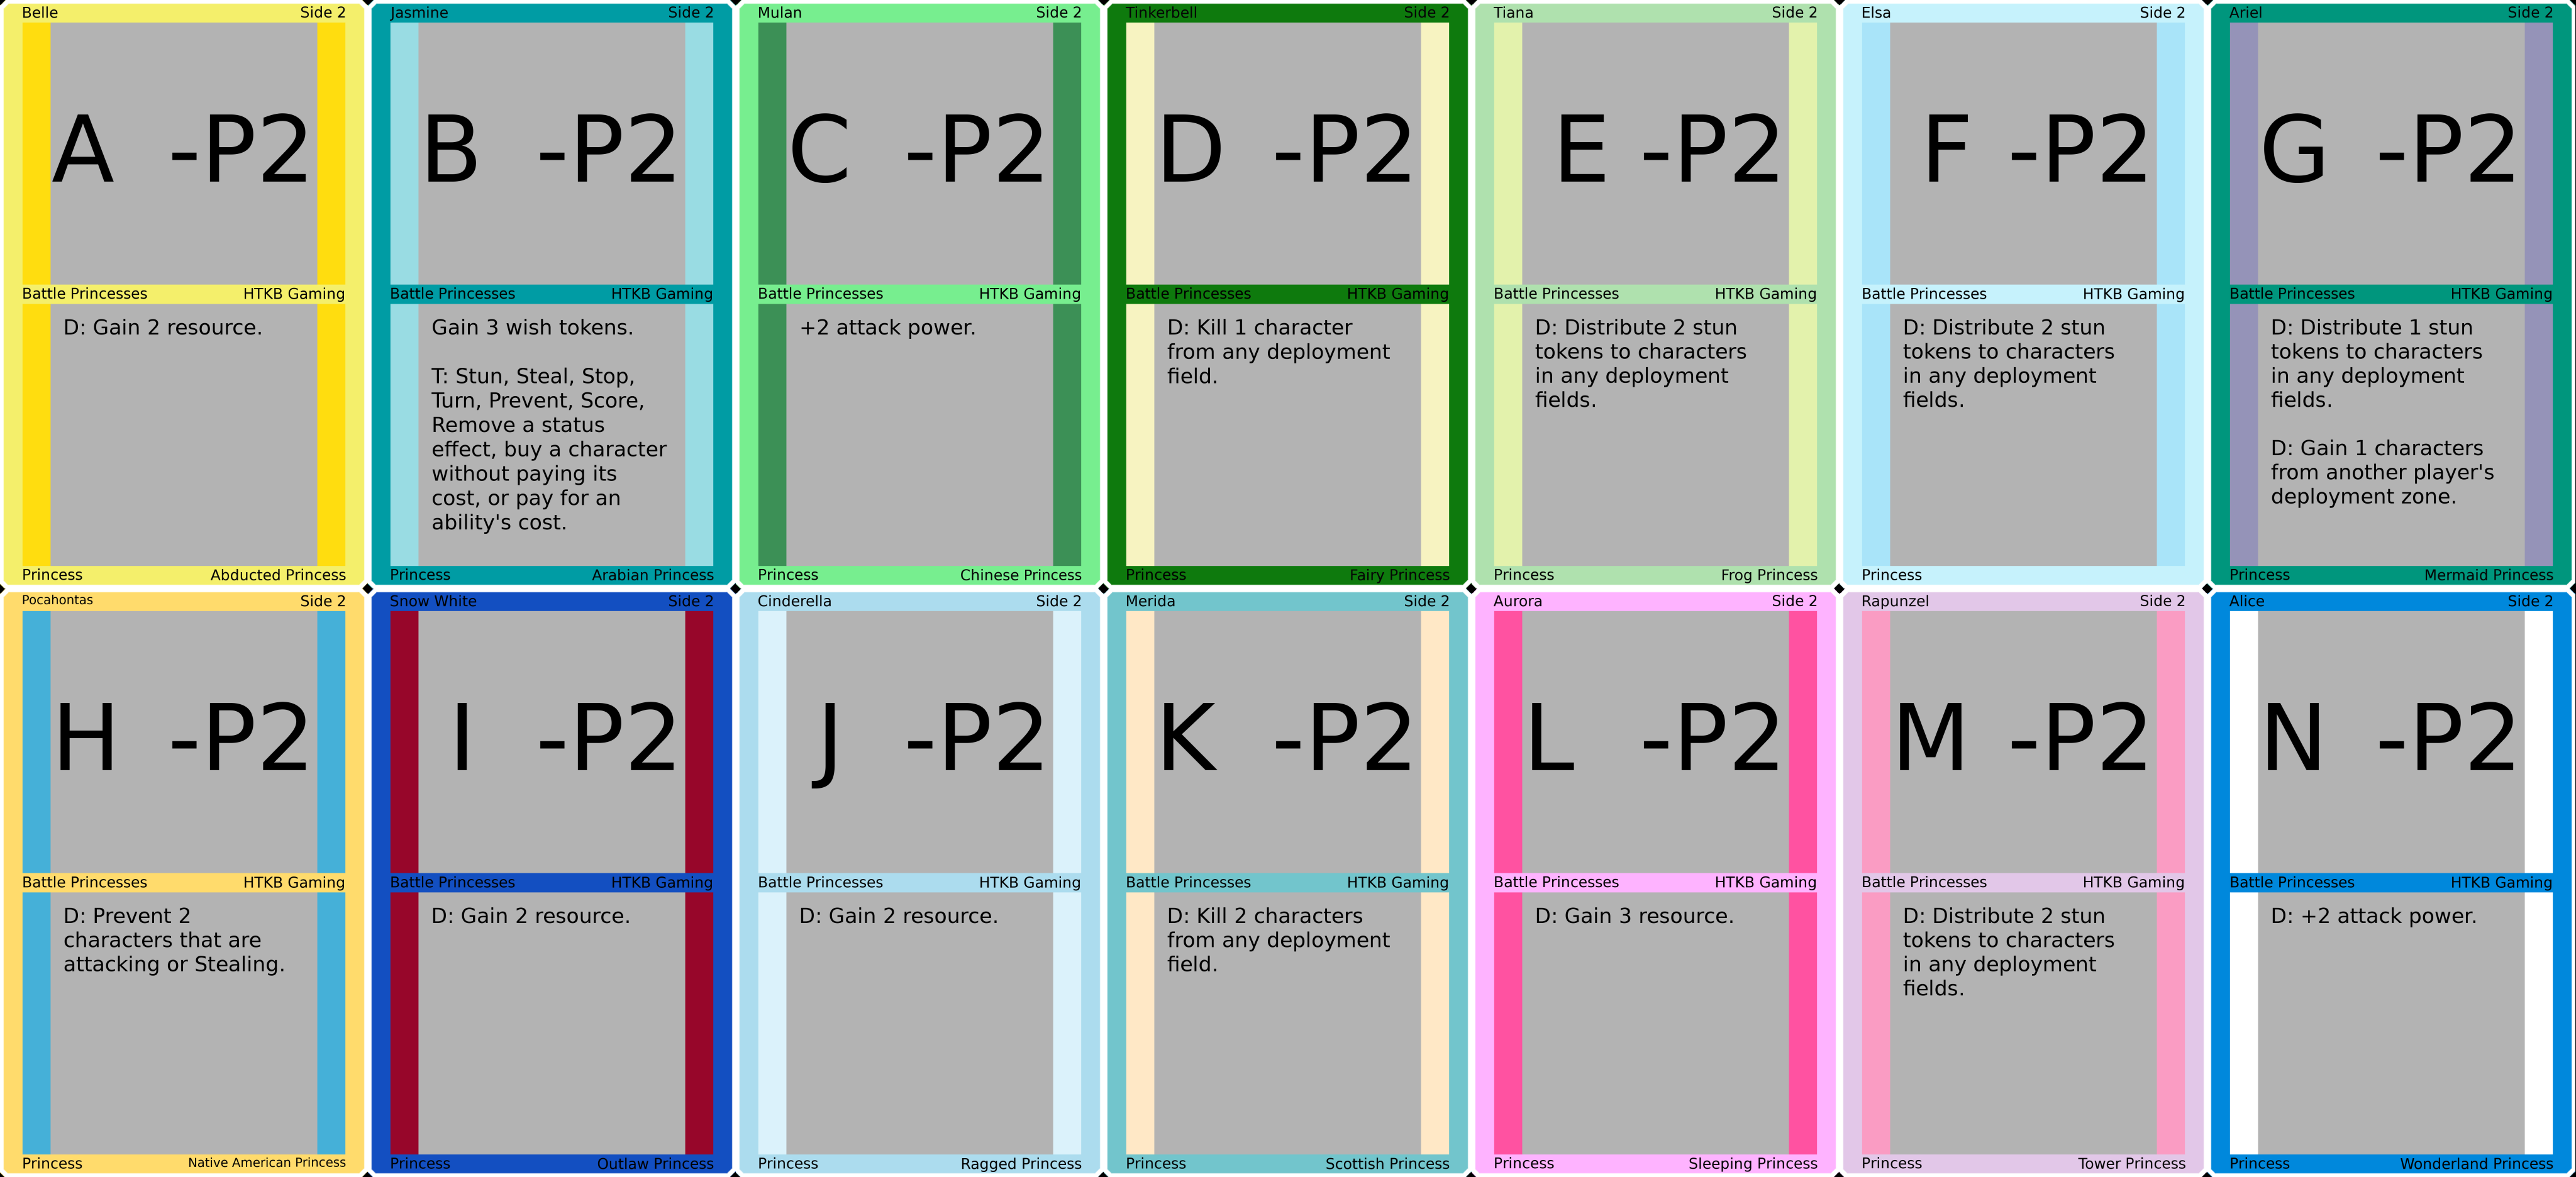 Belle Side 2
A -P2
Battle Princesses HTKB Gaming
D: Gain 2 resource.
Princess Abducted Princess
Jasmine Side 2
B -P2
Battle Princesses HTKB Gaming
Gain 3 wish tokens.
T: Stun, Steal, Stop,
Turn, Prevent, Score,
Remove a status
effect, buy a character
without paying its
cost, or pay for an
ability's cost.
Princess Arabian Princess
Mulan Side 2
C -P2
Battle Princesses HTKB Gaming
+2 attack power.
Princess Chinese Princess
Tinkerbell Side 2
D -P2
Battle Princesses HTKB Gaming
D: Kill 1 character
from any deployment
field.
Princess Fairy Princess
Tiana Side 2
E -P2
Battle Princesses HTKB Gaming
D: Distribute 2 stun
tokens to characters
in any deployment
fields.
Princess Frog Princess
Elsa Side 2
F -P2
Battle Princesses HTKB Gaming
D: Distribute 2 stun
tokens to characters
in any deployment
fields.
Princess
Ariel Side 2
G -P2
Battle Princesses HTKB Gaming
D: Distribute 1 stun
tokens to characters
in any deployment
fields.
D: Gain 1 characters
from another player's
deployment zone.
Princess Mermaid Princess
Pocahontas Side 2
H -P2
Battle Princesses HTKB Gaming
D: Prevent 2
characters that are
attacking or Stealing.
Princess Native American Princess
Snow White Side 2
I -P2
Battle Princesses HTKB Gaming
D: Gain 2 resource.
Princess Outlaw Princess
Cinderella Side 2
J -P2
Battle Princesses HTKB Gaming
D: Gain 2 resource.
Princess Ragged Princess
Merida Side 2
K -P2
Battle Princesses HTKB Gaming
D: Kill 2 characters
from any deployment
field.
Princess Scottish Princess
Aurora Side 2
L -P2
Battle Princesses HTKB Gaming
D: Gain 3 resource.
Princess Sleeping Princess
Rapunzel Side 2
M -P2
Battle Princesses HTKB Gaming
D: Distribute 2 stun
tokens to characters
in any deployment
fields.
Princess Tower Princess
Alice Side 2
N -P2
Battle Princesses HTKB Gaming
D: +2 attack power.
Princess Wonderland Princess